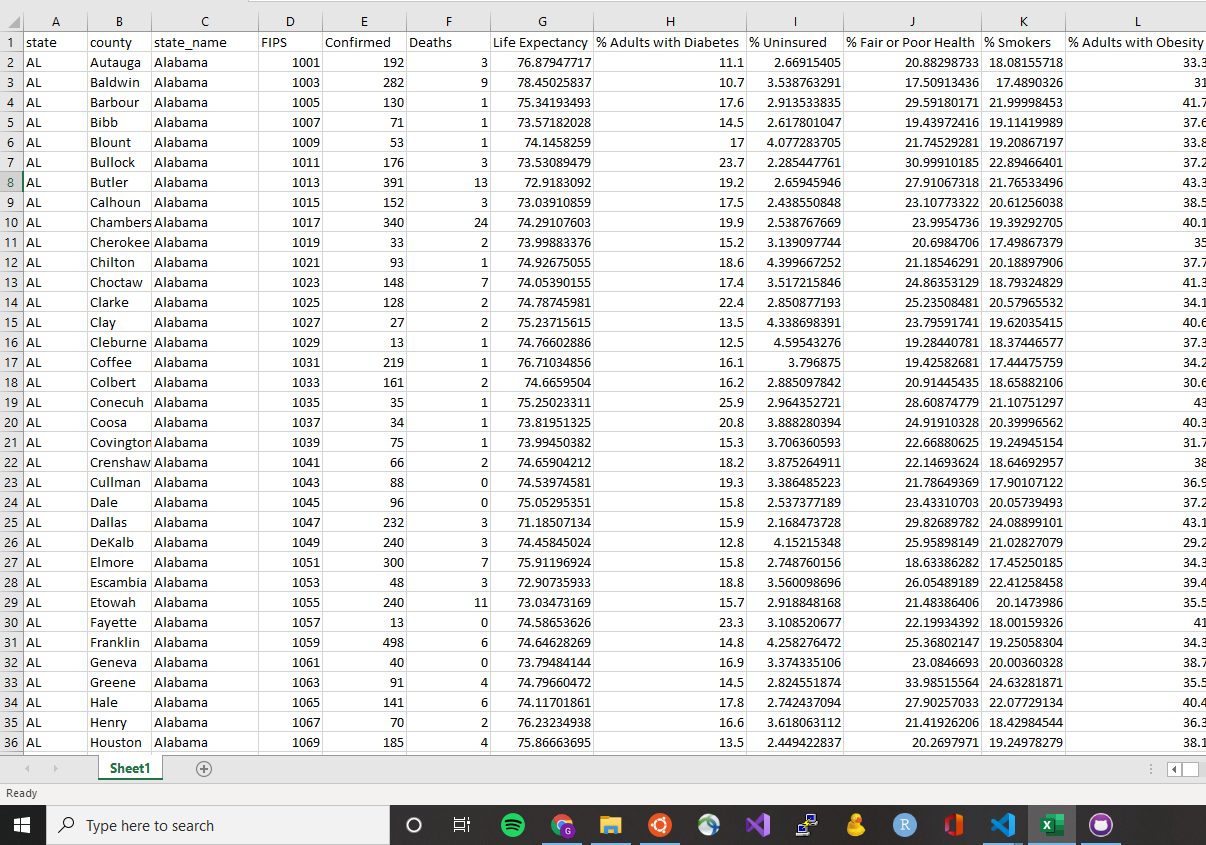 A B C D E F G H I J K L
1 state county state_name FIPS Confirmed Deaths Life Expectancy % Adults with Diabetes % Uninsured % Fair or Poor Health % Smokers % Adults with Obesity
2 AL Autauga Alabama 1001 192 3 76.87947717 11.1 2.66915405 20.88298733 18.08155718 33.3
3 AL Baldwin Alabama 1003 282 9 78.45025837 10.7 3.538763291 17.50913436 17.4890326 31
4 AL Barbour Alabama 1005 130 1 75.34193493 17.6 2.913533835 29.59180171 21.99998453 41.7
5 AL Bibb Alabama 1007 71 1 73.57182028 14.5 2.617801047 19.43972416 19.11419989 37.6
6 AL Blount Alabama 1009 53 1 74.1458259 17 4.077283705 21.74529281 19.20867197 33.8
7 AL Bullock Alabama 1011 176 3 73.53089479 23.7 2.285447761 30.99910185 22.89466401 37.2
8 AL Butler Alabama 1013 391 13 72.9183092 19.2 2.65945946 27.91067318 21.76533496 43.3
9 AL Calhoun Alabama 1015 152 3 73.03910859 17.5 2.438550848 23.10773322 20.61256038 38.5
10 AL Chambers Alabama 1017 340 24 74.29107603 19.9 2.538767669 23.9954736 19.39292705 40.1
11 AL Cherokee Alabama 1019 33 2 73.99883376 15.2 3.139097744 20.6984706 17.49867379 35
12 AL Chilton Alabama 1021 93 1 74.92675055 18.6 4.399667252 21.18546291 20.18897906 37.7
13 AL Choctaw Alabama 1023 148 7 74.05390155 17.4 3.517215846 24.86353129 18.79324829 41.3
14 AL Clarke Alabama 1025 128 2 74.78745981 22.4 2.850877193 25.23508481 20.57965532 34.1
15 AL Clay Alabama 1027 27 2 75.23715615 13.5 4.338698391 23.79591741 19.62035415 40.6
16 AL Cleburne Alabama 1029 13 1 74.76602886 12.5 4.59543276 19.28440781 18.37446577 37.3
17 AL Coffee Alabama 1031 219 1 76.71034856 16.1 3.796875 19.42582681 17.44475759 34.2
18 AL Colbert Alabama 1033 161 2 74.6659504 16.2 2.885097842 20.91445435 18.65882106 30.6
19 AL Conecuh Alabama 1035 35 1 75.25023311 25.9 2.964352721 28.60874779 21.10751297 43
20 AL Coosa Alabama 1037 34 1 73.81951325 20.8 3.888280394 24.91910328 20.39996562 40.3
21 AL Covington Alabama 1039 75 1 73.99450382 15.3 3.706360593 22.66880625 19.24945154 31.7
22 AL Crenshaw Alabama 1041 66 2 74.65904212 18.2 3.875264911 22.14693624 18.64692957 38
23 AL Cullman Alabama 1043 88 0 74.53974581 19.3 3.386485223 21.78649369 17.90107122 36.9
24 AL Dale Alabama 1045 96 0 75.05295351 15.8 2.537377189 23.43310703 20.05739493 37.2
25 AL Dallas Alabama 1047 232 3 71.18507134 15.9 2.168473728 29.82689782 24.08899101 43.1
26 AL DeKalb Alabama 1049 240 3 74.45845024 12.8 4.15215348 25.95898149 21.02827079 29.2
27 AL Elmore Alabama 1051 300 7 75.91196924 15.8 2.748760156 18.63386282 17.45250185 34.3
28 AL Escambia Alabama 1053 48 3 72.90735933 18.8 3.560098696 26.05489189 22.41258458 39.4
29 AL Etowah Alabama 1055 240 11 73.03473169 15.7 2.918848168 21.48386406 20.1473986 35.5
30 AL Fayette Alabama 1057 13 0 74.58653626 23.3 3.108520677 22.19934392 18.00159326 41
31 AL Franklin Alabama 1059 498 6 74.64628269 14.8 4.258276472 25.36802147 19.25058304 34.3
32 AL Geneva Alabama 1061 40 0 73.79484144 16.9 3.374335106 23.0846693 20.00360328 38.7
33 AL Greene Alabama 1063 91 4 74.79660472 14.5 2.824551874 33.98515564 24.63281871 35.5
34 AL Hale Alabama 1065 141 6 74.11701861 17.8 2.742437094 27.90257033 22.07729134 40.4
35 AL Henry Alabama 1067 70 2 76.23234938 16.6 3.618063112 21.41926206 18.42984544 36.3
36 AL Houston Alabama 1069 185 4 75.86663695 13.5 2.449422837 20.2697971 19.24978279 38.1
Sheet1
Ready
Type here to search
G
R
X